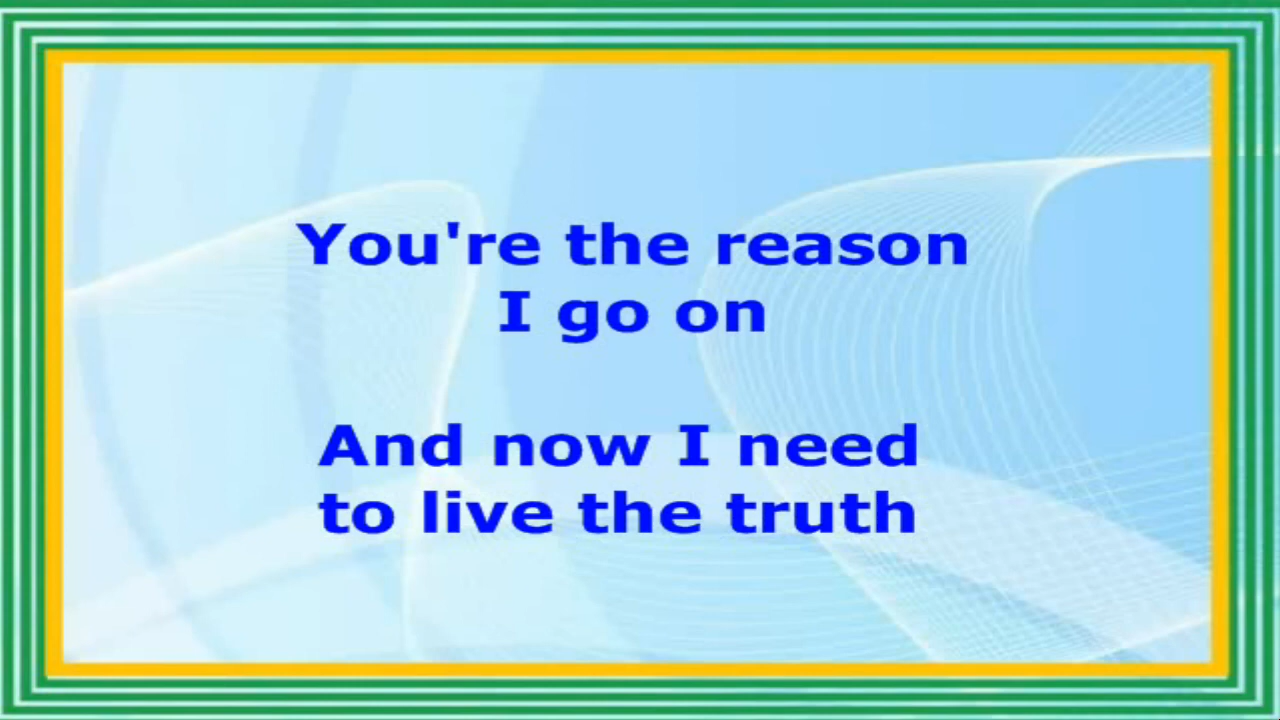 You're the reason
I go on
And now I need
to live the truth